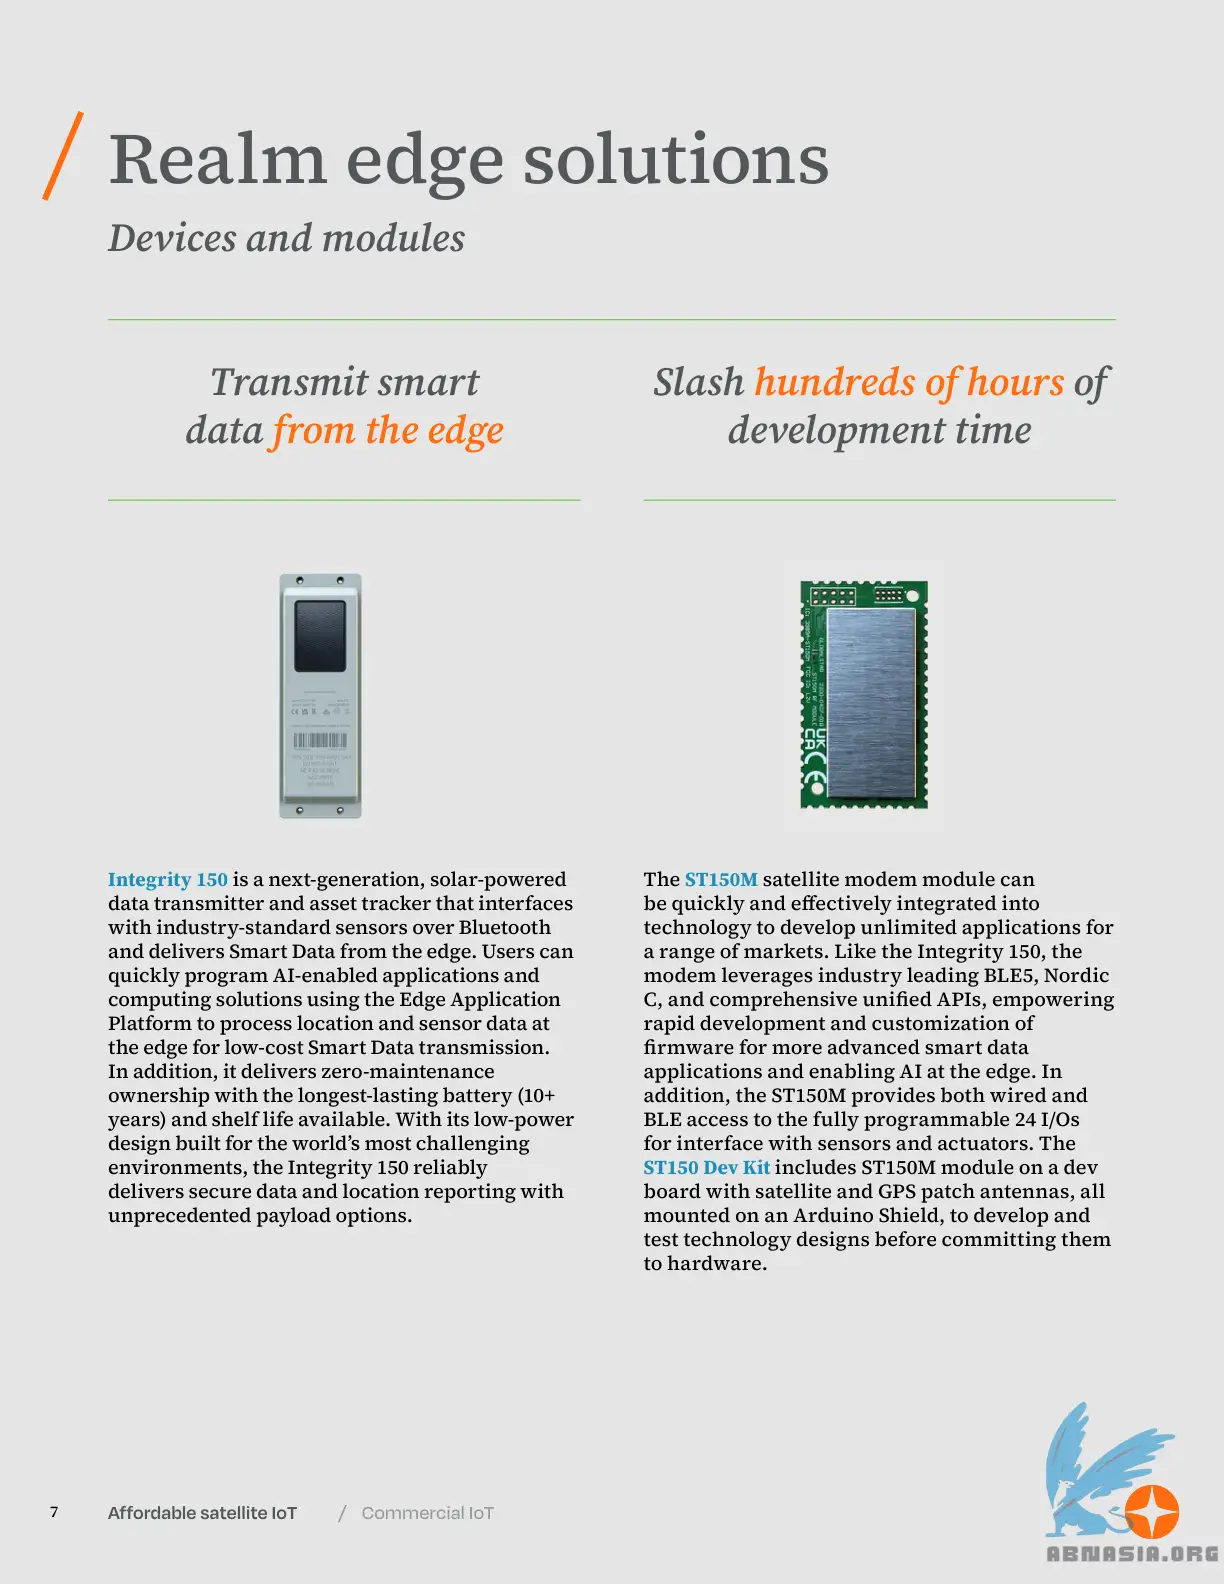 Realm edge solutions
Devices and modules
Transmit smart
data from the edge
Slash hundreds of hours of
development time
Integrity 150 is a next-generation, solar-powered
data transmitter and asset tracker that interfaces
with industry-standard sensors over Bluetooth
and delivers Smart Data from the edge. Users can
quickly program AI-enabled applications and
computing solutions using the Edge Application
Platform to process location and sensor data at
the edge for low-cost Smart Data transmission.
In addition, it delivers zero-maintenance
ownership with the longest-lasting battery (10+
years) and shelf life available. With its low-power
design built for the world’s most challenging
environments, the Integrity 150 reliably
delivers secure data and location reporting with
unprecedented payload options.
UK
CA
CE
The ST150M satellite modem module can
be quickly and effectively integrated into
technology to develop unlimited applications for
a range of markets. Like the Integrity 150, the
modem leverages industry leading BLE5, Nordic
C, and comprehensive unified APIs, empowering
rapid development and customization of
firmware for more advanced smart data
applications and enabling AI at the edge. In
addition, the ST150M provides both wired and
BLE access to the fully programmable 24 I/Os
for interface with sensors and actuators. The
ST150 Dev Kit includes ST150M module on a dev
board with satellite and GPS patch antennas, all
mounted on an Arduino Shield, to develop and
test technology designs before committing them
to hardware.
7 Affordable satellite IoT / Commercial IoT
ABNASIA.ORG